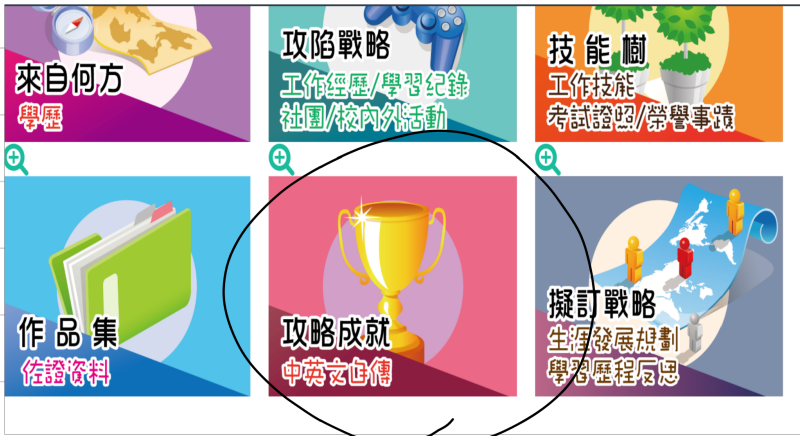 來自何方
學歷
攻陷戰略
工作經歷/學習紀錄
社團/校內外活動
技能樹
工作技能
考試證照/榮譽事蹟
作品集
佐證資料
攻略成就
中英文自傳
擬訂戰略
生涯發展規劃
學習歷程反思